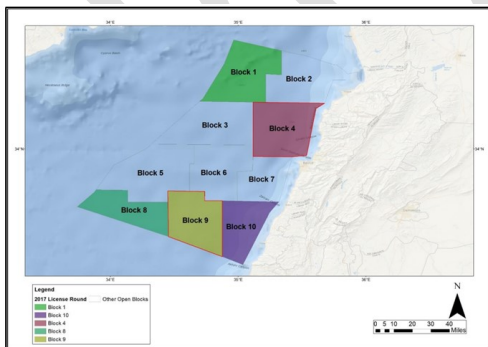 34°E 35°E 36°E
Block 1
Block 2
Block 3
Block 4
34°N 34°N
Block 5
Block 6
Block 7
Block 8
Block 9
Block 10
34°E 35°E 36°E
Legend
2017 License Round Other Open Blocks
Block 1
Block 10
Block 4
Block 8
Block 9
N
0 5 10 20 30 40
Miles